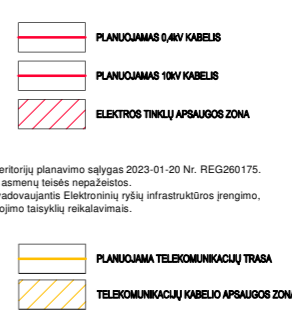 PLANUOJAMAS 0,4kV KABELIS
PLANUOJAMAS 10kV KABELIS
ELEKTROS TINKLŲ APSAUGOS ZONA
eritorijų planavimo sąlygas 2023-01-20 Nr. REG260175.
asmenų teisės nepažeistos.
vadovaujantis Elektroninių ryšių infrastruktūros įrengimo,
ojimo taisyklių reikalavimais.
PLANUOJAMA TELEKOMUNIKACIJŲ TRASA
TELEKOMUNIKACIJŲ KABELIO APSAUGOS ZONA